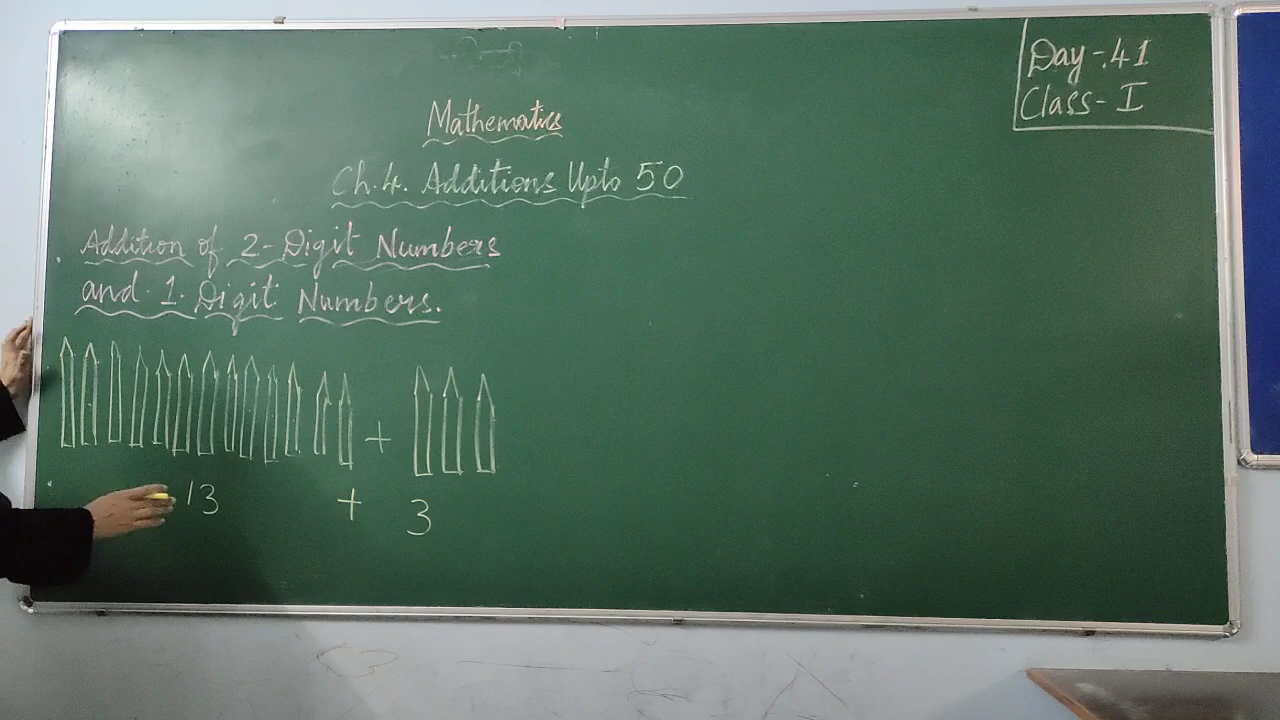 Day-:41
Class- I
Mathematics
Ch.4. Additions Upto 50
Addition of 2-Digit Numbers
and 1-Digit Numbers.
+
13 + 3